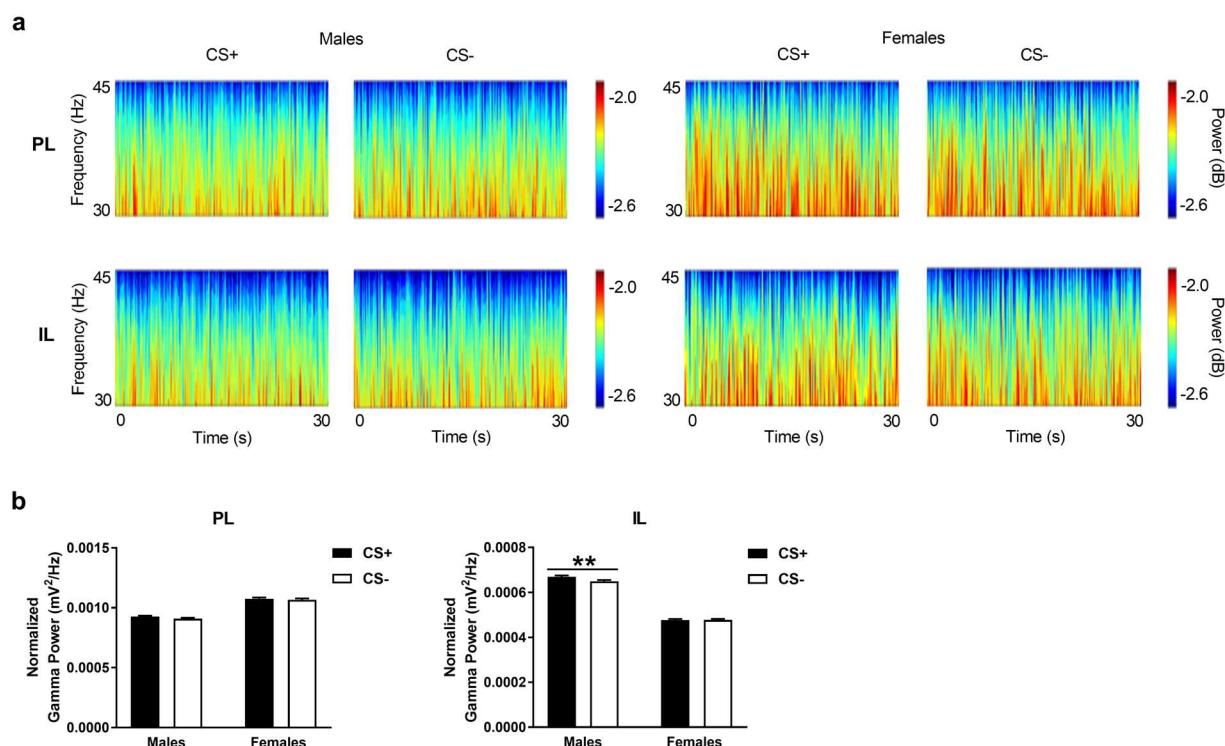 a
Males
Females
CS+
CS-
CS+
CS-
PL
Frequency (Hz)
45
30
-2.0
-2.6
45
30
-2.0
-2.6
Power (dB)
IL
Frequency (Hz)
45
30
0
30
Time (s)
0
30
Time (s)
-2.0
-2.6
45
30
0
30
Time (s)
0
30
Time (s)
-2.0
-2.6
Power (dB)
b
PL
Normalized
Gamma Power (mV²/Hz)
0.0015
0.0010
0.0005
0.0000
Males
Females
CS+
CS-
IL
Normalized
Gamma Power (mV²/Hz)
0.0008
0.0006
0.0004
0.0002
0.0000
**
Males
Females
CS+
CS-